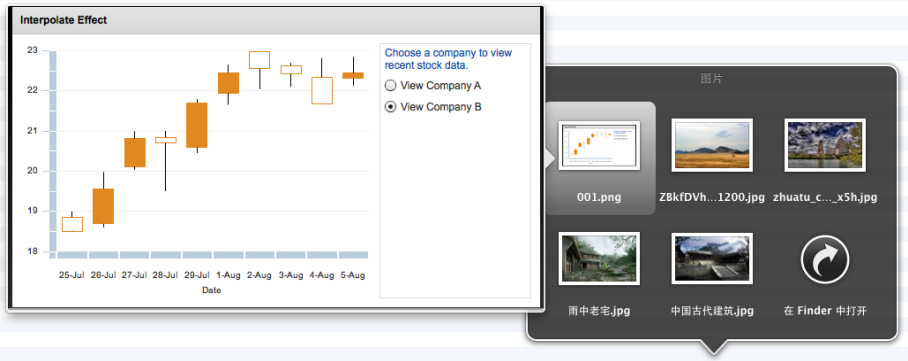 Interpolate Effect
23
22
21
20
19
18
25-Jul 26-Jul 27-Jul 28-Jul 29-Jul 1-Aug 2-Aug 3-Aug 4-Aug 5-Aug
Date
Choose a company to view
recent stock data.
View Company A
View Company B
图片
001.png ZBkfDVh...1200.jpg zhuatu_c..._x5h.jpg
雨中老宅.jpg 中国古代建筑.jpg 在 Finder 中打开